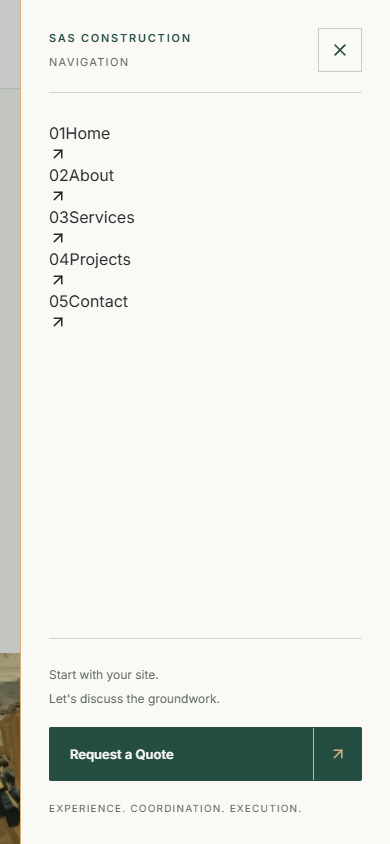 SAS CONSTRUCTION
NAVIGATION
01Home
02About
03Services
04Projects
05Contact
Start with your site.
Let's discuss the groundwork.
Request a Quote
EXPERIENCE. COORDINATION. EXECUTION.